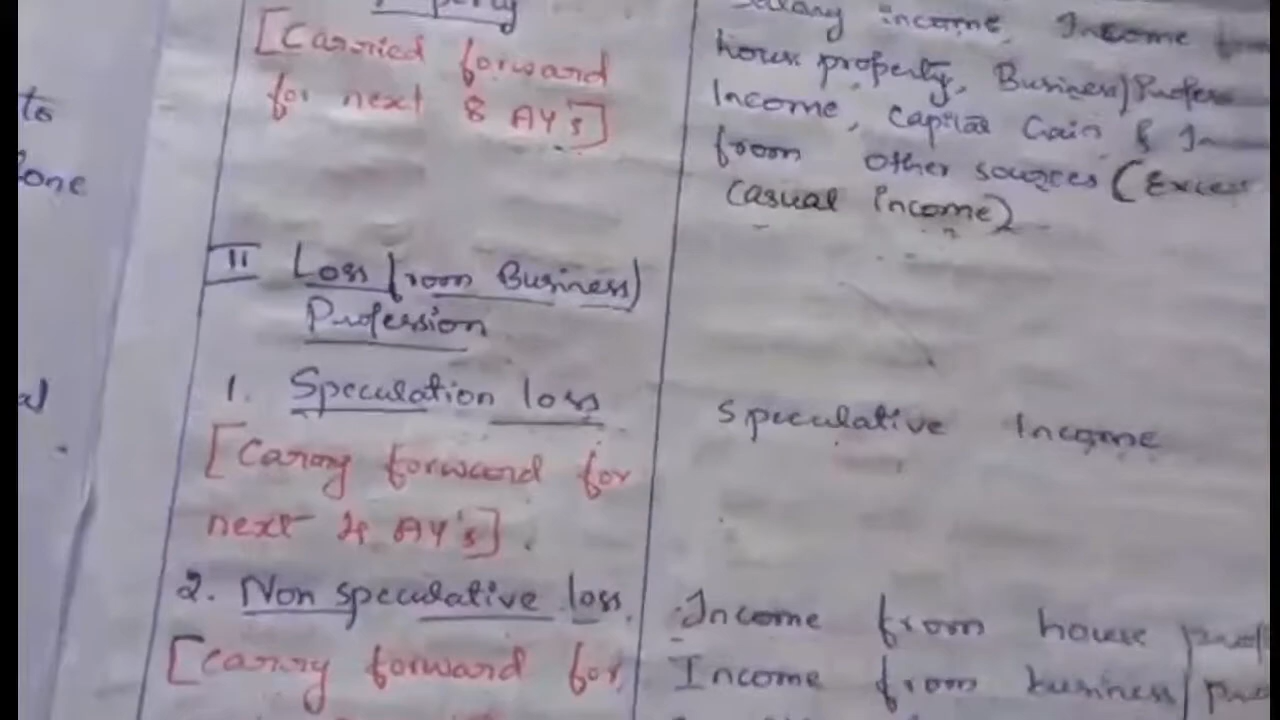 [Carried forward
for next 8 AY's]
Salary income, Income
house property, Business/
Income, Capital Gain &
from other sources (
casual income)
to
done
II Loss from Business/
Profession
1. Speculation loss
Speculative Income
[Carry forward for
next 4 AY's].
2. Non speculative loss.
[carry forward for
Income from house
Income from business/